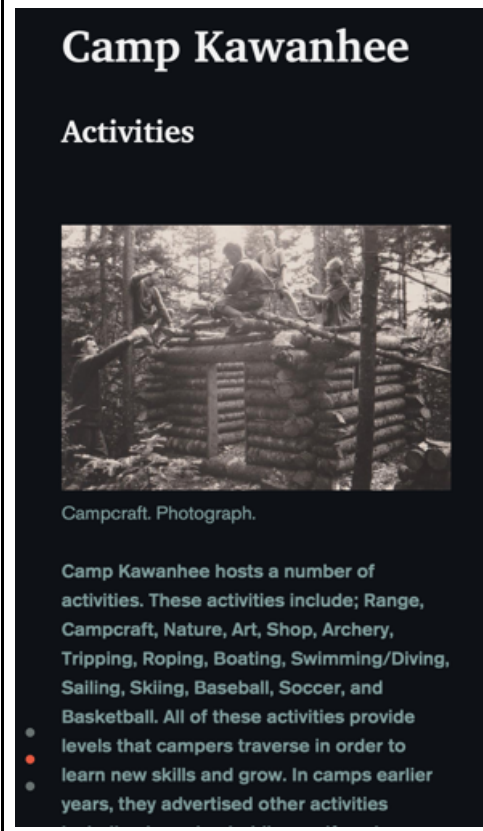 Camp Kawanhee
Activities
Campcraft. Photograph.
Camp Kawanhee hosts a number of
activities. These activities include; Range,
Campcraft, Nature, Art, Shop, Archery,
Tripping, Roping, Boating, Swimming/Diving,
Sailing, Skiing, Baseball, Soccer, and
Basketball. All of these activities provide
levels that campers traverse in order to
learn new skills and grow. In camps earlier
years, they advertised other activities